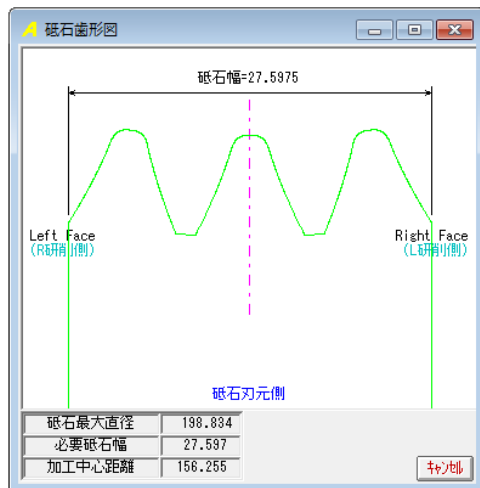 砥石歯形図
砥石幅=27.5975
Left Face
(R研削側)
Right Face
(L研削側)
砥石刃元側
砥石最大直径 198.834
必要砥石幅 27.597
加工中心距離 156.255
キャンセル